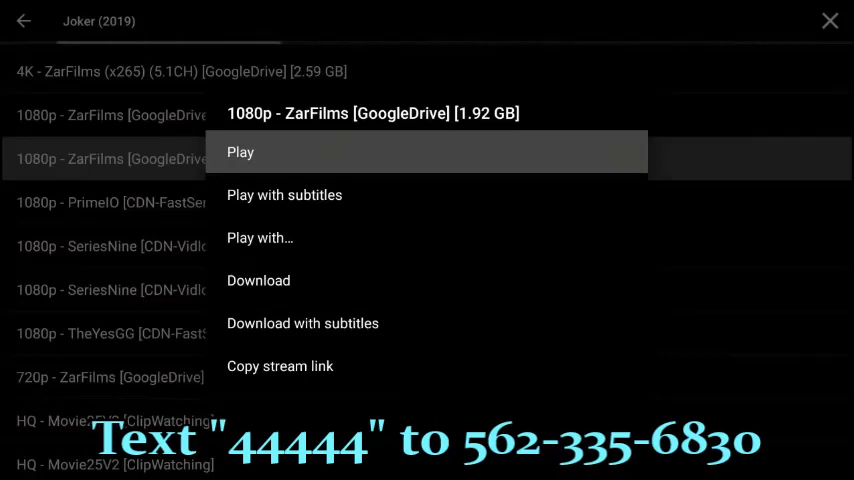 Joker (2019)
4K - ZarFilms (x265) (5.1CH) [GoogleDrive] [2.59 GB]
1080p - ZarFilms [GoogleDrive
1080p - ZarFilms [GoogleDrive] [1.92 GB]
1080p - ZarFilms [GoogleDrive
Play
1080p - PrimeIO [CDN-FastSer
Play with subtitles
1080p - SeriesNine [CDN-Vidlo
Play with...
1080p - SeriesNine [CDN-Vidlo
Download
1080p - TheYesGG [CDN-FastS
Download with subtitles
720p - ZarFilms [GoogleDrive]
Copy stream link
HQ - Movie25V2 [ClipWatching]
Text "44444" to 562-335-6830
HQ - Movie25V2 [ClipWatching]